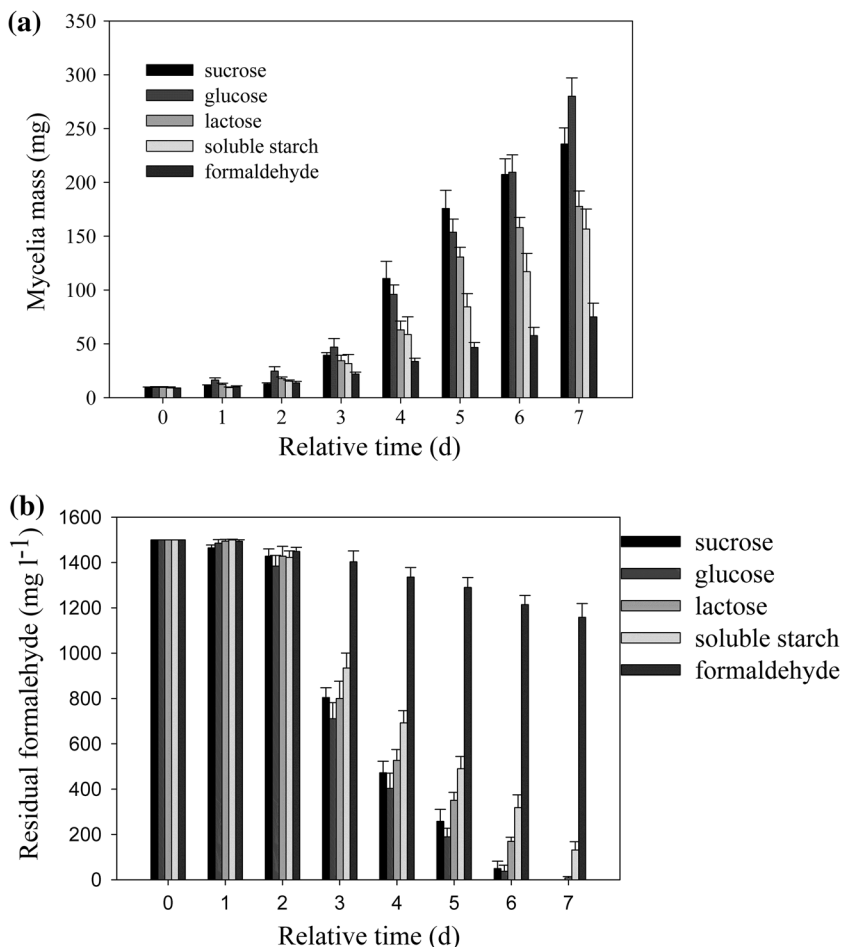 (a)
350
300
250
200
150
100
50
0
Mycelia mass (mg)
sucrose
glucose
lactose
soluble starch
formaldehyde
0 1 2 3 4 5 6 7
Relative time (d)
(b)
1600
1400
1200
1000
800
600
400
200
0
Residual formalehyde (mg l-1)
sucrose
glucose
lactose
soluble starch
formaldehyde
0 1 2 3 4 5 6 7
Relative time (d)